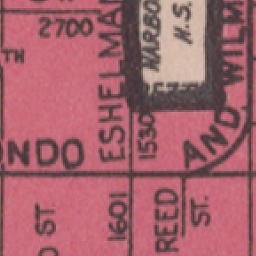 2700
TH
ESHELMAN
HARBO
H.S.
AND WILM
1530
NDO
1601
REED
ST.
ST